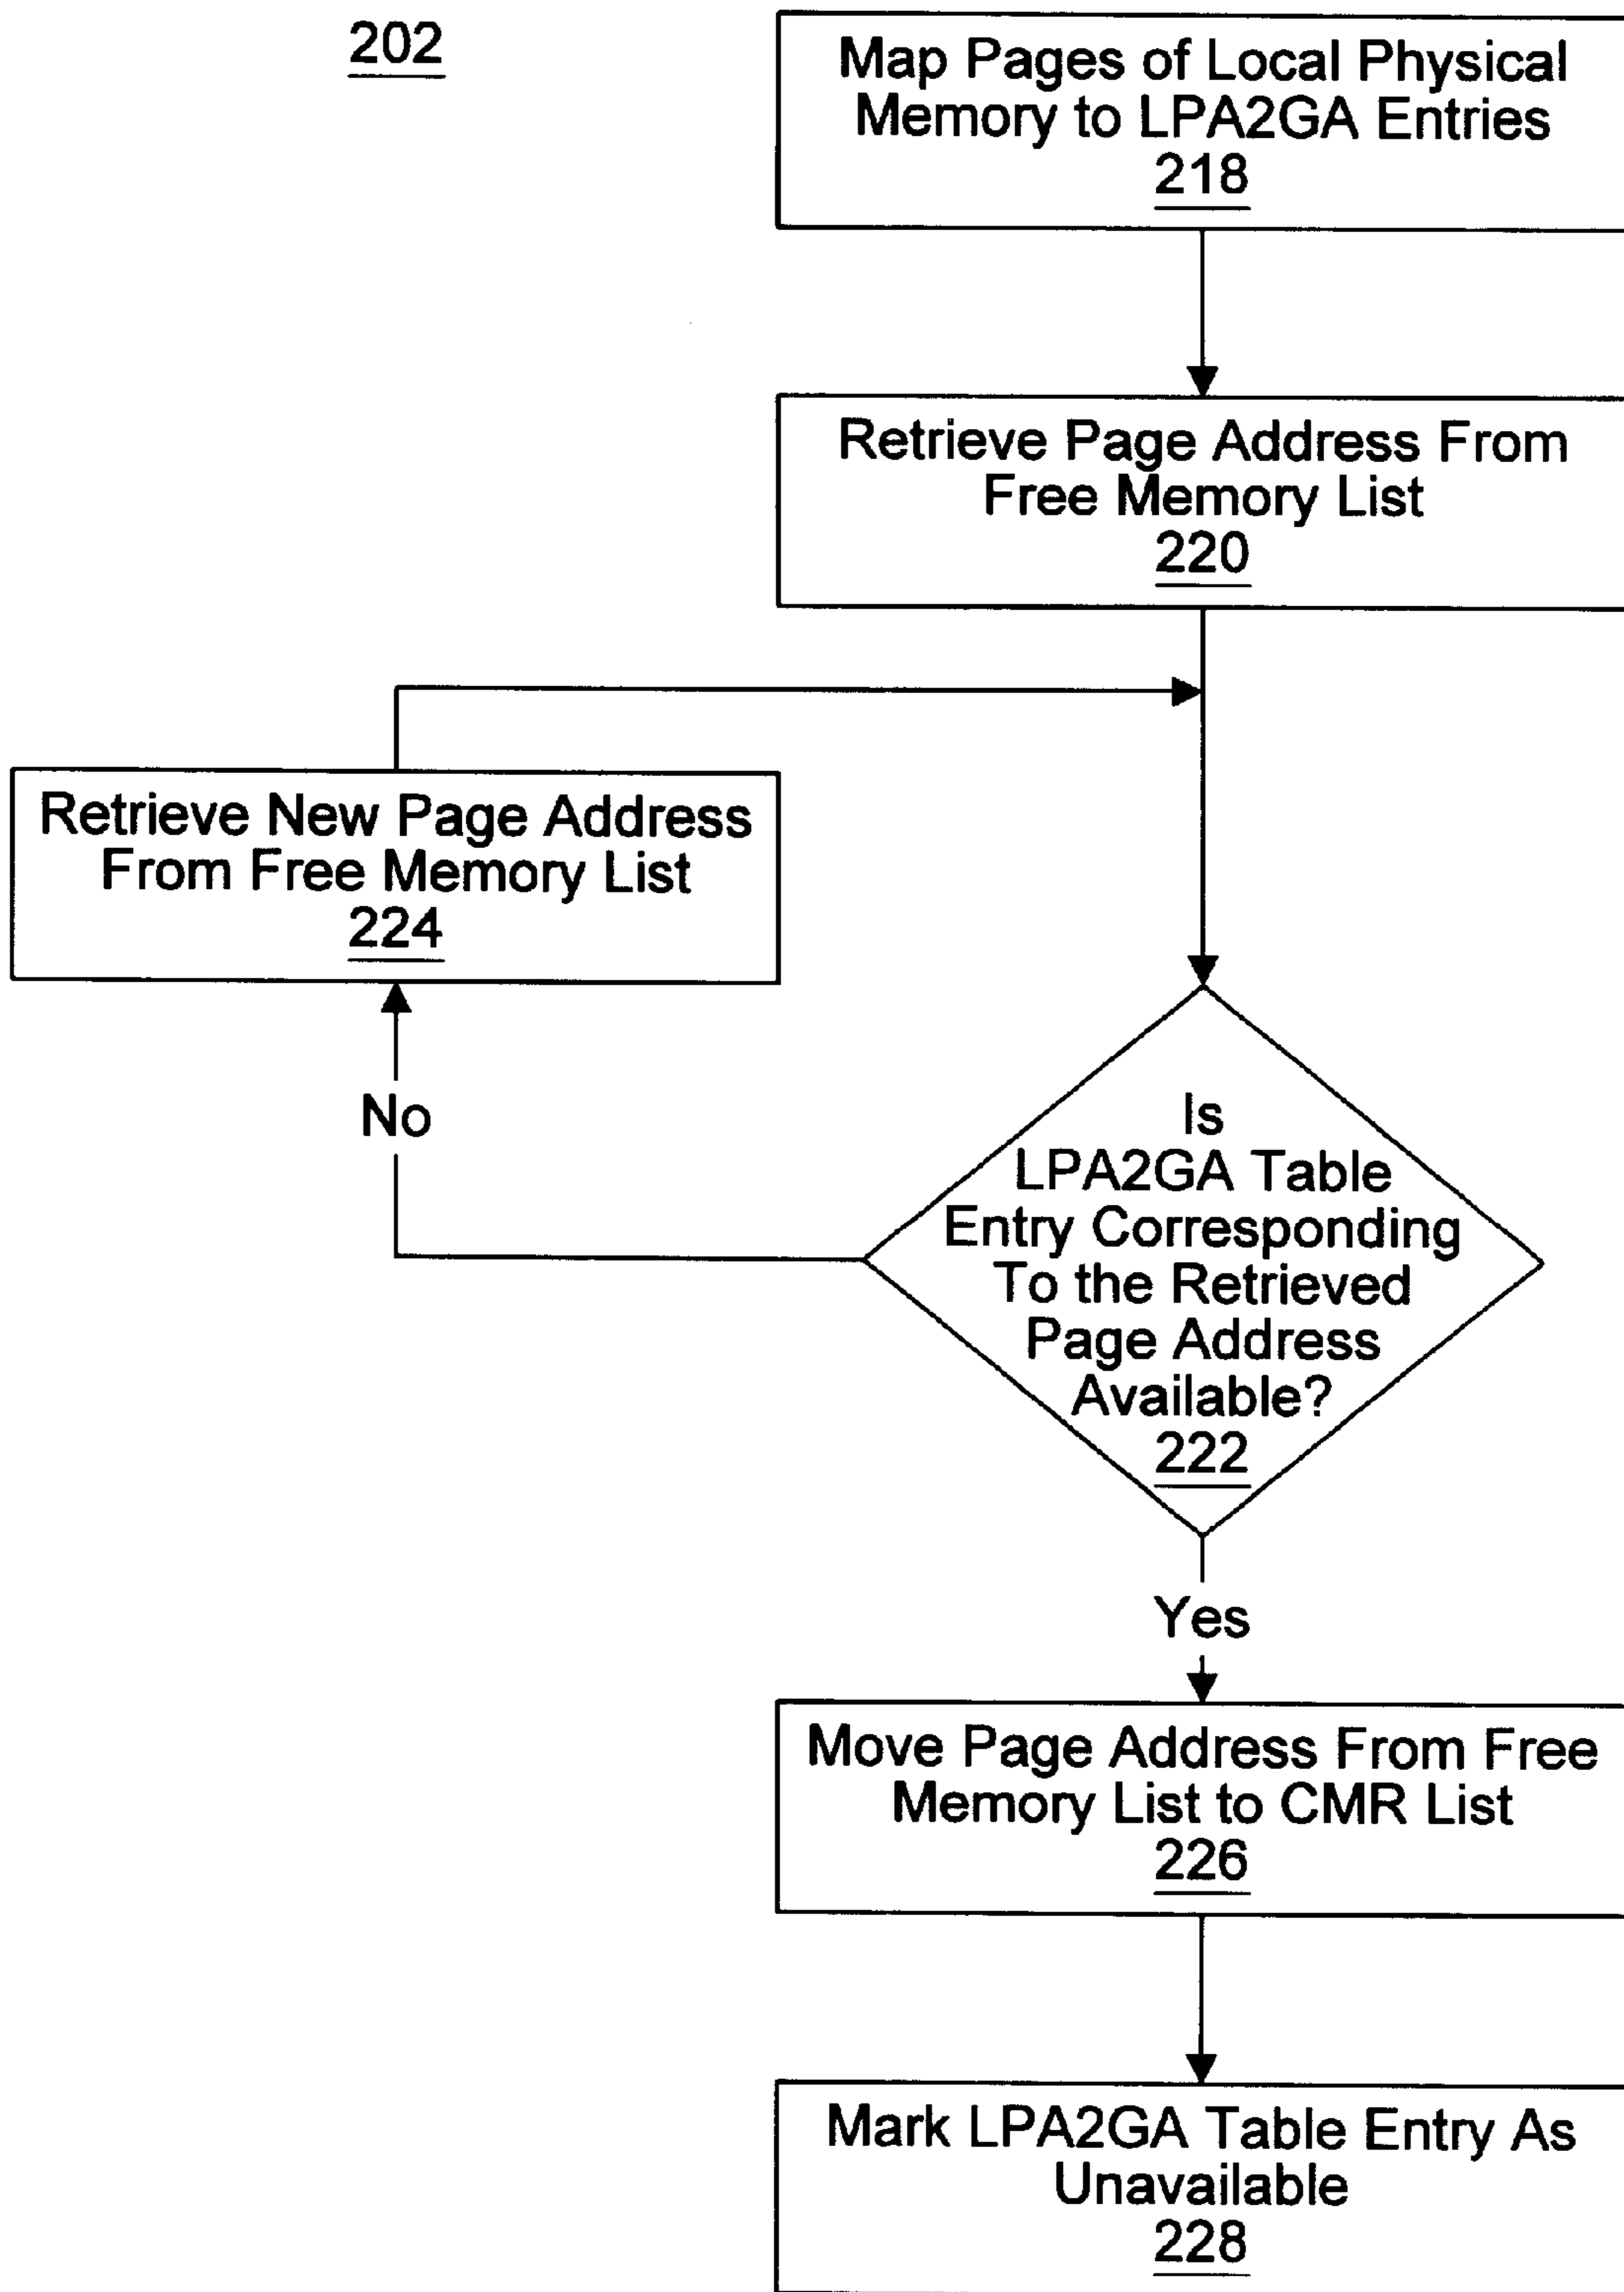 202
Map Pages of Local Physical
Memory to LPA2GA Entries
218
Retrieve Page Address From
Free Memory List
220
Retrieve New Page Address
From Free Memory List
224
No
Is
LPA2GA Table
Entry Corresponding
To the Retrieved
Page Address
Available?
222
Yes
Move Page Address From Free
Memory List to CMR List
226
Mark LPA2GA Table Entry As
Unavailable
228